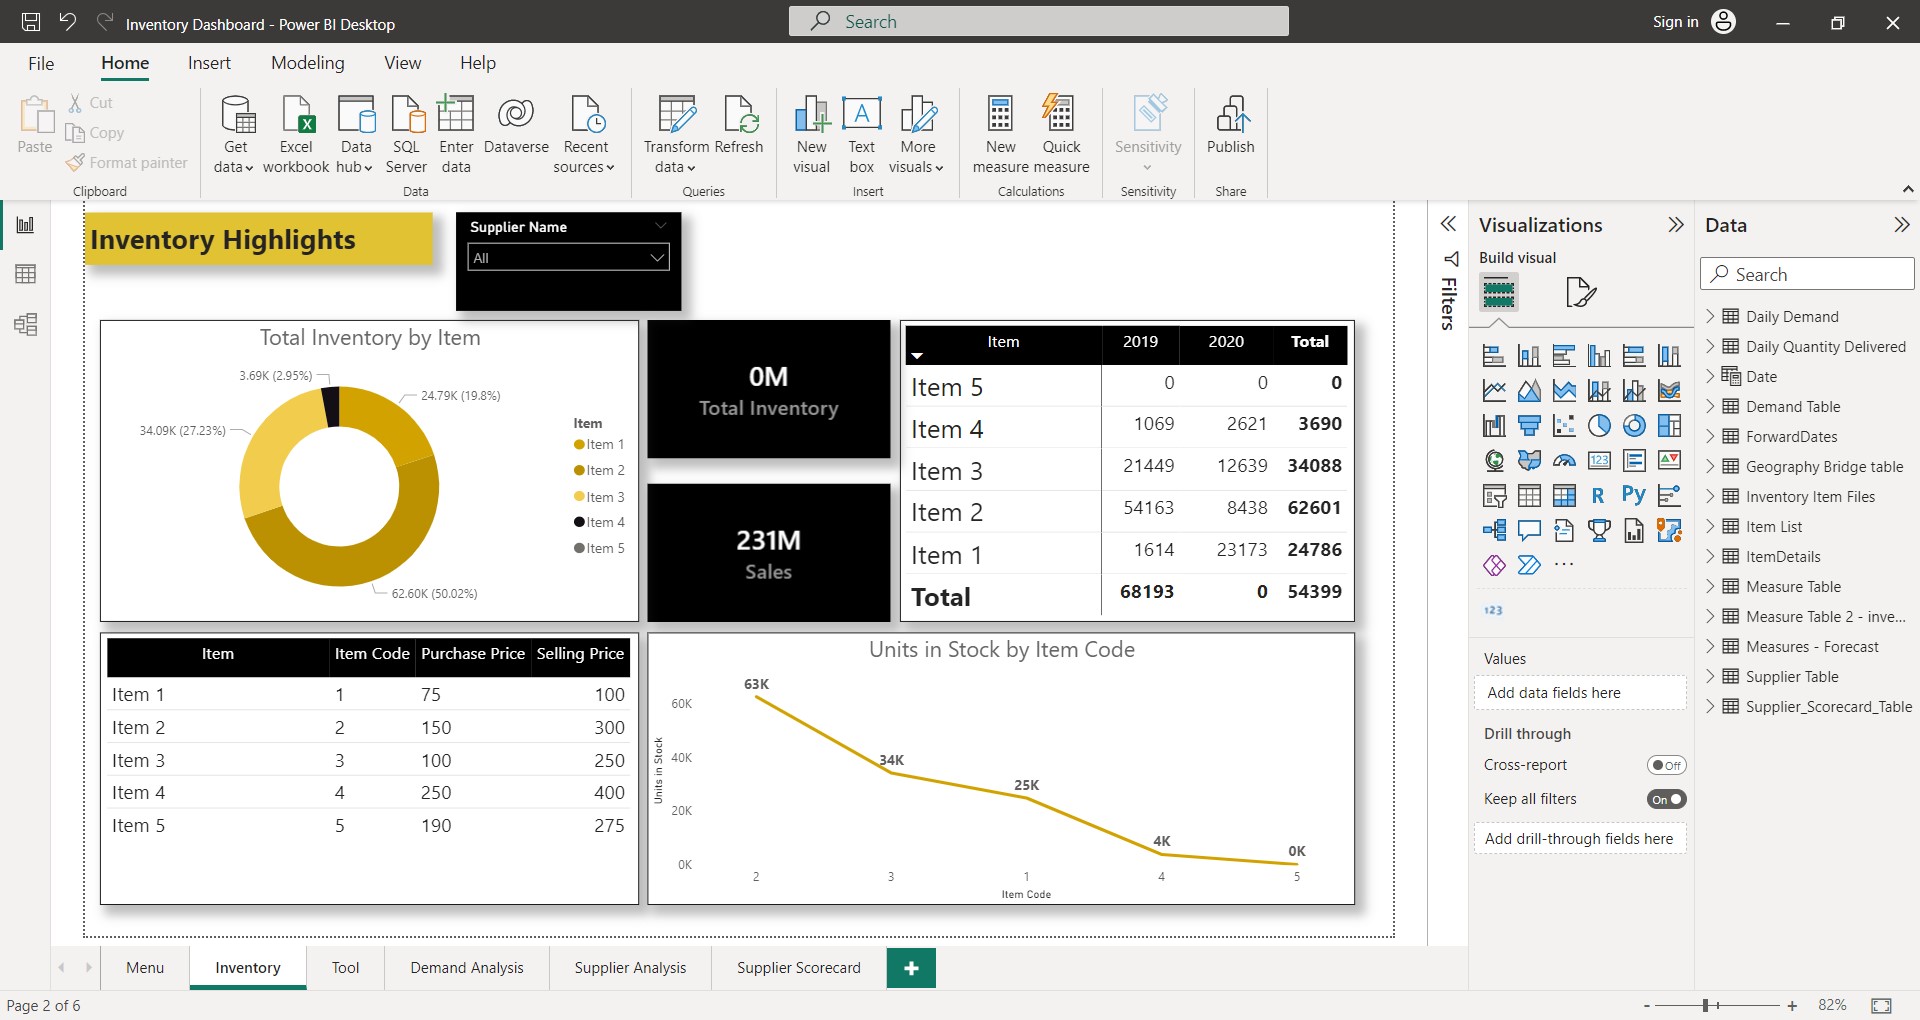 Inventory Dashboard - Power BI Desktop
Search
Sign in
File Home Insert Modeling View Help
Paste
Cut
Copy
Format painter
Clipboard
Get data
Excel workbook
Data hub
SQL Server
Enter data
Dataverse
Recent sources
Data
Transform data
Refresh
Queries
New visual
Text box
More visuals
Insert
New measure
Quick measure
Calculations
Sensitivity
Sensitivity
Publish
Share
Inventory Highlights
Supplier Name
All
Total Inventory by Item
3.69K (2.95%)
24.79K (19.8%)
34.09K (27.23%)
62.60K (50.02%)
Item
Item 1
Item 2
Item 3
Item 4
Item 5
0M
Total Inventory
231M
Sales
Item 2019 2020 Total
Item 5 0 0 0
Item 4 1069 2621 3690
Item 3 21449 12639 34088
Item 2 54163 8438 62601
Item 1 1614 23173 24786
Total 68193 0 54399
Item Item Code Purchase Price Selling Price
Item 1 1 75 100
Item 2 2 150 300
Item 3 3 100 250
Item 4 4 250 400
Item 5 5 190 275
Units in Stock by Item Code
Units in Stock
60K
40K
20K
0K
63K
34K
25K
4K
0K
2 3 1 4 5
Item Code
Filters
Visualizations
Build visual
123
R
Py
...
123
Values
Add data fields here
Drill through
Cross-report
Off
Keep all filters
On
Add drill-through fields here
Data
Search
Daily Demand
Daily Quantity Delivered
Date
Demand Table
ForwardDates
Geography Bridge table
Inventory Item Files
Item List
ItemDetails
Measure Table
Measure Table 2 - inve...
Measures - Forecast
Supplier Table
Supplier_Scorecard_Table
Menu Inventory Tool Demand Analysis Supplier Analysis Supplier Scorecard +
Page 2 of 6
- + 82%